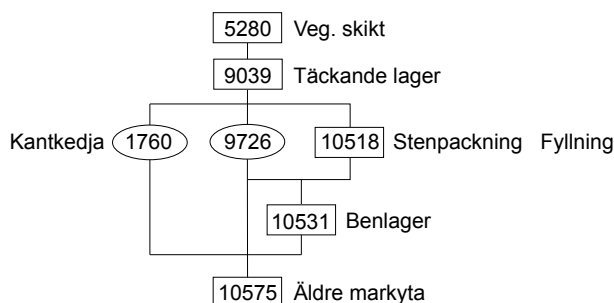 5280 Veg. skikt
9039 Täckande lager
Kantkedja 1760 9726 10518 Stenpackning Fyllning
10531 Benlager
10575 Äldre markyta